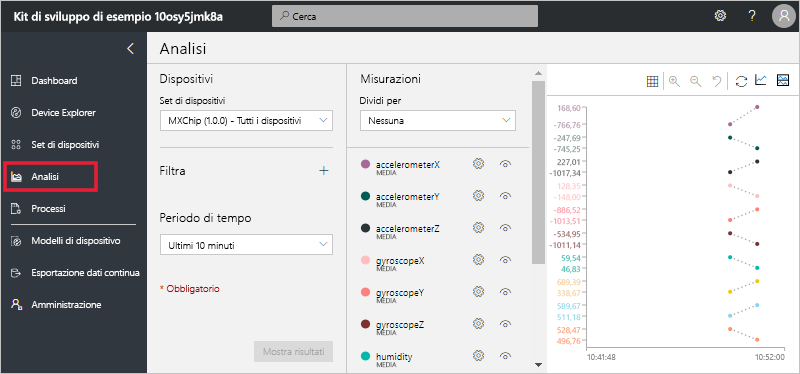 Kit di sviluppo di esempio 10osy5jmk8a
Cerca
Dashboard
Device Explorer
Set di dispositivi
Analisi
Processi
Modelli di dispositivo
Esportazione dati continua
Amministrazione
Analisi
Dispositivi
Set di dispositivi
MXChip (1.0.0) - Tutti i dispositivi
Filtra
Periodo di tempo
Ultimi 10 minuti
* Obbligatorio
Mostra risultati
Misurazioni
Dividi per
Nessuna
accelerometerX
MEDIA
accelerometerY
MEDIA
accelerometerZ
MEDIA
gyroscopeX
MEDIA
gyroscopeY
MEDIA
gyroscopeZ
MEDIA
humidity
MEDIA
168,60
-766,76
-247,69
-745,25
227,01
-1017,34
128,35
-148,00
-886,52
-1013,51
-534,95
-1011,14
59,54
46,83
689,39
338,67
589,67
511,18
528,47
496,76
10:41:48
10:52:00